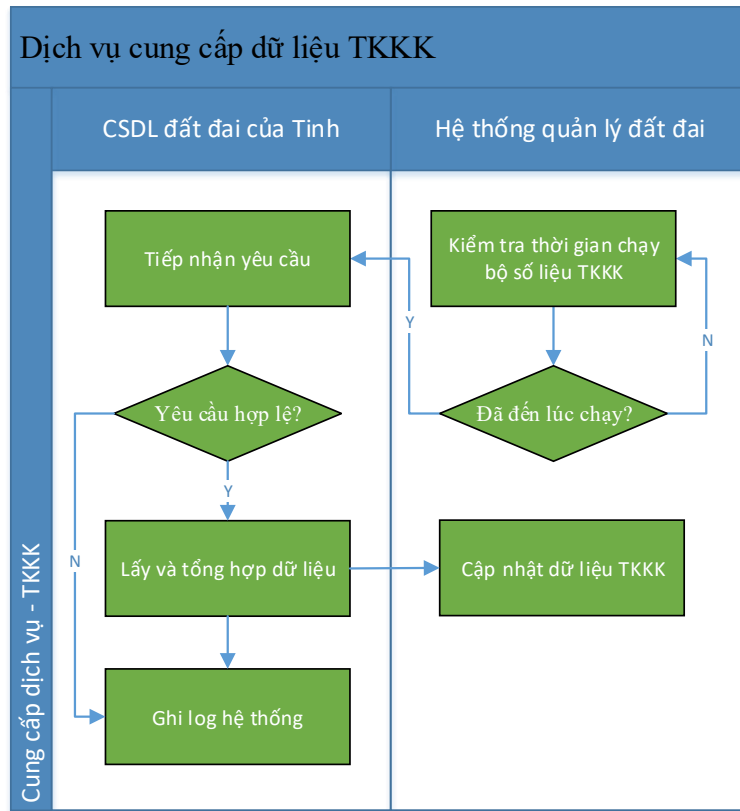 Dịch vụ cung cấp dữ liệu TKKK
CSDL đất đai của Tinh
Hệ thống quản lý đất đai
Cung cấp dịch vụ - TKKK
Tiếp nhận yêu cầu
Kiểm tra thời gian chạy
bộ số liệu TKKK
Y
N
Yêu cầu hợp lệ?
Đã đến lúc chạy?
Y
N
Lấy và tổng hợp dữ liệu
Cập nhật dữ liệu TKKK
Ghi log hệ thống